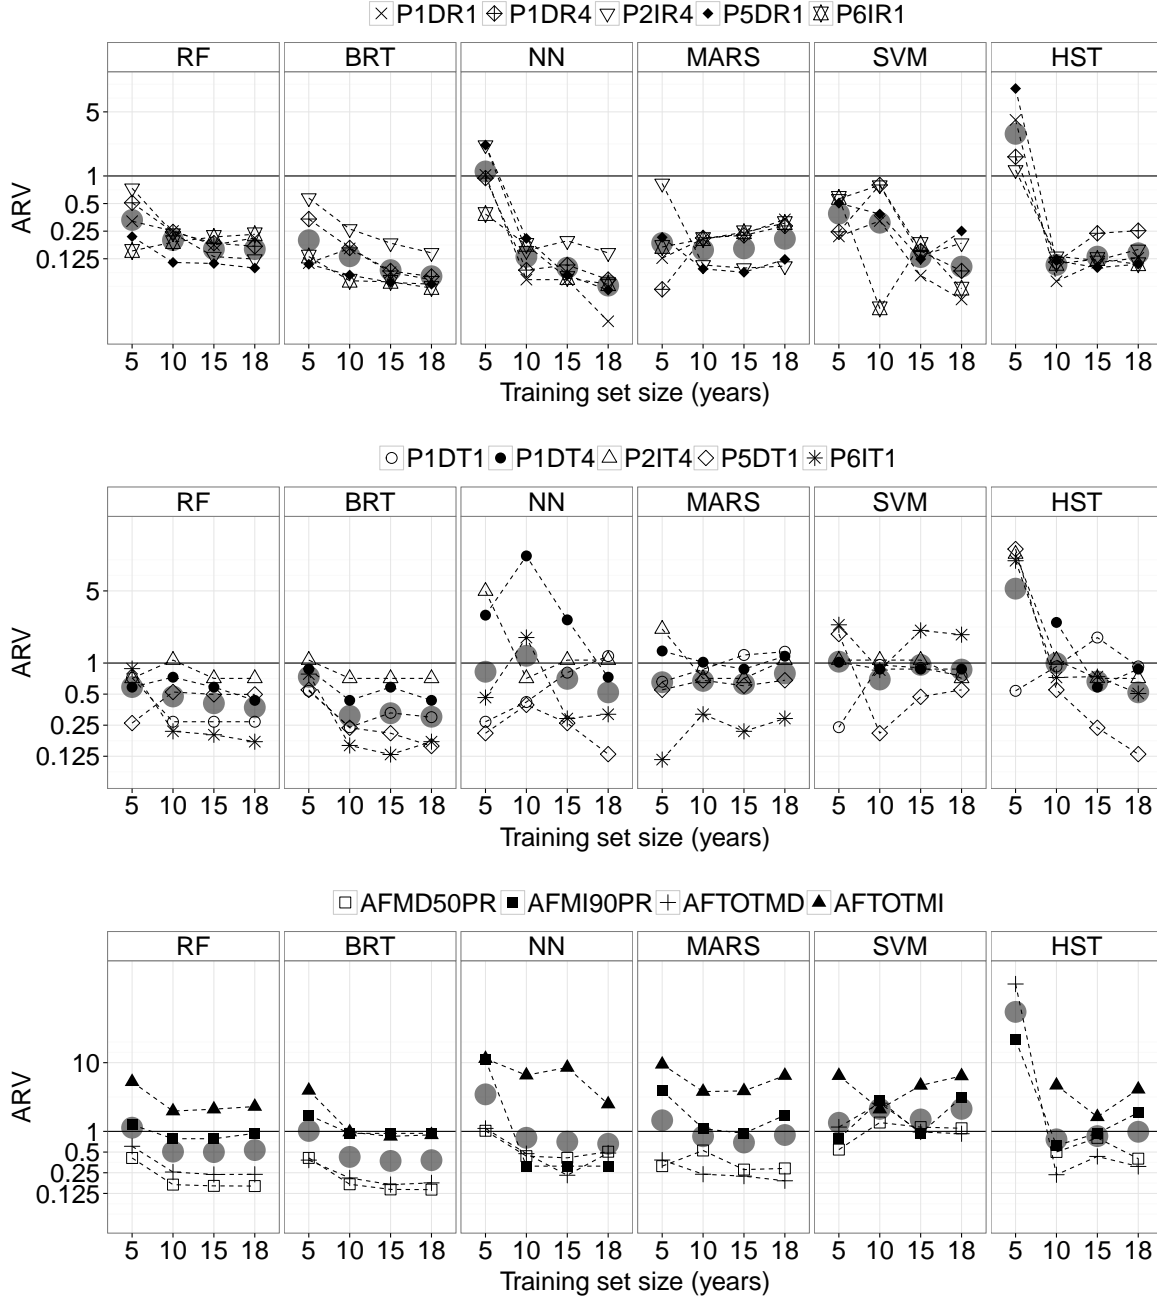 P1DR1 P1DR4 P2IR4 P5DR1 P6IR1
RF BRT NN MARS SVM HST
ARV
5
1
0.5
0.25
0.125
5 10 15 18 5 10 15 18 5 10 15 18 5 10 15 18 5 10 15 18 5 10 15 18
Training set size (years)
P1DT1 P1DT4 P2IT4 P5DT1 P6IT1
RF BRT NN MARS SVM HST
ARV
5
1
0.5
0.25
0.125
5 10 15 18 5 10 15 18 5 10 15 18 5 10 15 18 5 10 15 18 5 10 15 18
Training set size (years)
AFMD50PR AFMI90PR AFTOTMD AFTOTMI
RF BRT NN MARS SVM HST
ARV
10
1
0.5
0.25
0.125
5 10 15 18 5 10 15 18 5 10 15 18 5 10 15 18 5 10 15 18 5 10 15 18
Training set size (years)